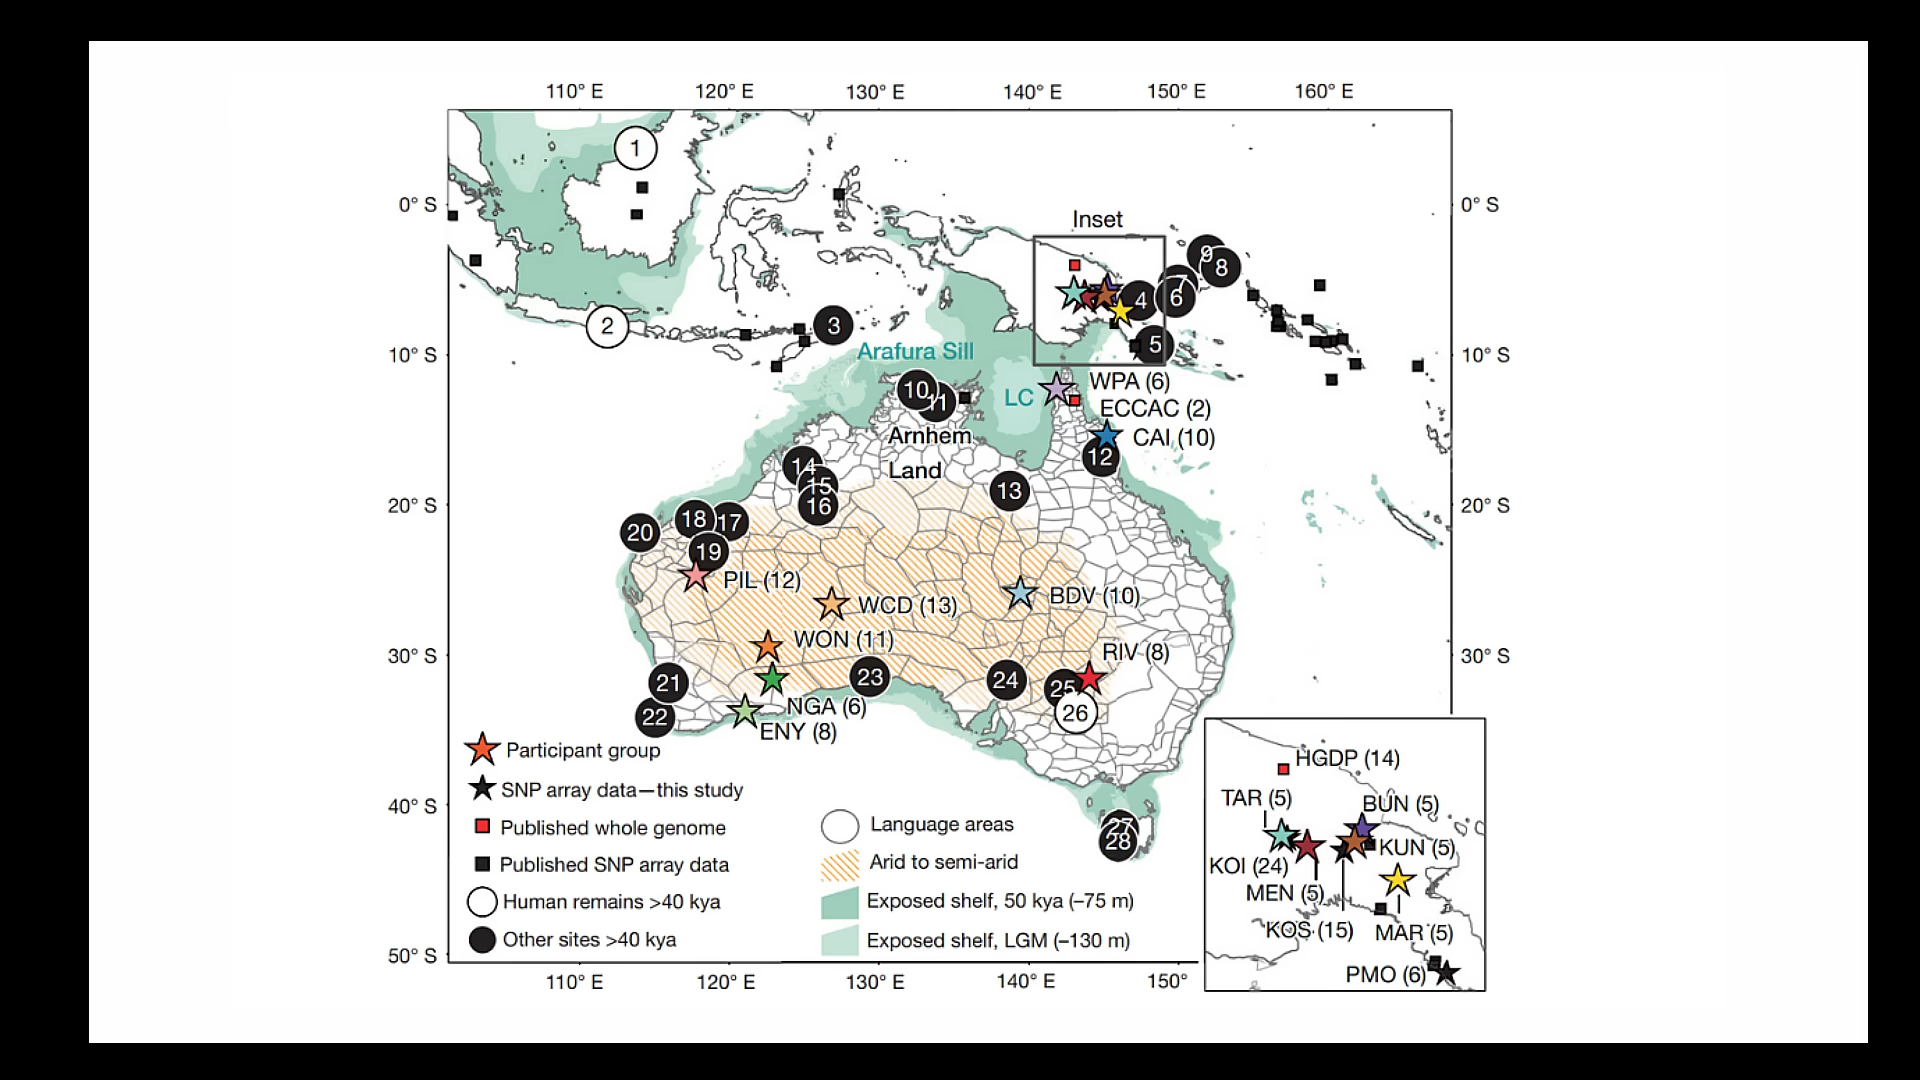 110° E 120° E 130° E 140° E 150° E 160° E
1
0° S 0° S
Inset
9
8
7
4 6
2 3
5
10° S Arafura Sill 10° S
WPA (6)
10 11 LC
ECCAC (2)
Arnhem CAI (10)
Land 12
14
15 13
16
20° S 20° S
18 17
20
19
PIL (12)
WCD (13) BDV (10)
WON (11)
30° S RIV (8) 30° S
21 23 24 25
22 NGA (6) 26
ENY (8)
Participant group
SNP array data—this study
Published whole genome
Published SNP array data
Human remains >40 kya
Other sites >40 kya
40° S
50° S
Language areas
Arid to semi-arid
Exposed shelf, 50 kya (–75 m)
Exposed shelf, LGM (–130 m)
27
28
HGDP (14)
TAR (5) BUN (5)
KUN (5)
KOI (24)
MEN (5)
KOS (15) MAR (5)
PMO (6)
110° E 120° E 130° E 140° E 150°